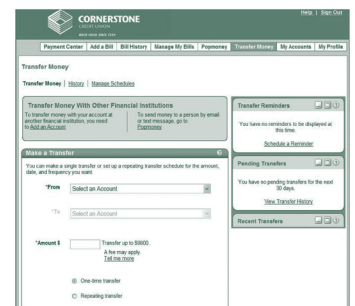 Help | Sign Out
CORNERSTONE
CREDIT UNION
Payment Center | Add a Bill | Bill History | Manage My Bills | Popmoney | Transfer Money | My Accounts | My Profile
Transfer Money
Transfer Money | History | Manage Schedules
Transfer Money With Other Financial Institutions
To transfer money with your account at another financial institution, you need to Add an Account.
To send money to a person by email or text message, go to Popmoney.
Make a Transfer
You can make a single transfer or set up a repeating transfer schedule for the amount, date, and frequency you want.
*From Select an Account
*To Select an Account
*Amount $ Transfer up to $9800.
A fee may apply.
Tell me more
One-time transfer
Repeating transfer
Transfer Reminders
You have no reminders to be displayed at this time.
Schedule a Reminder
Pending Transfers
You have no pending transfers for the next 30 days.
View Transfer History
Recent Transfers